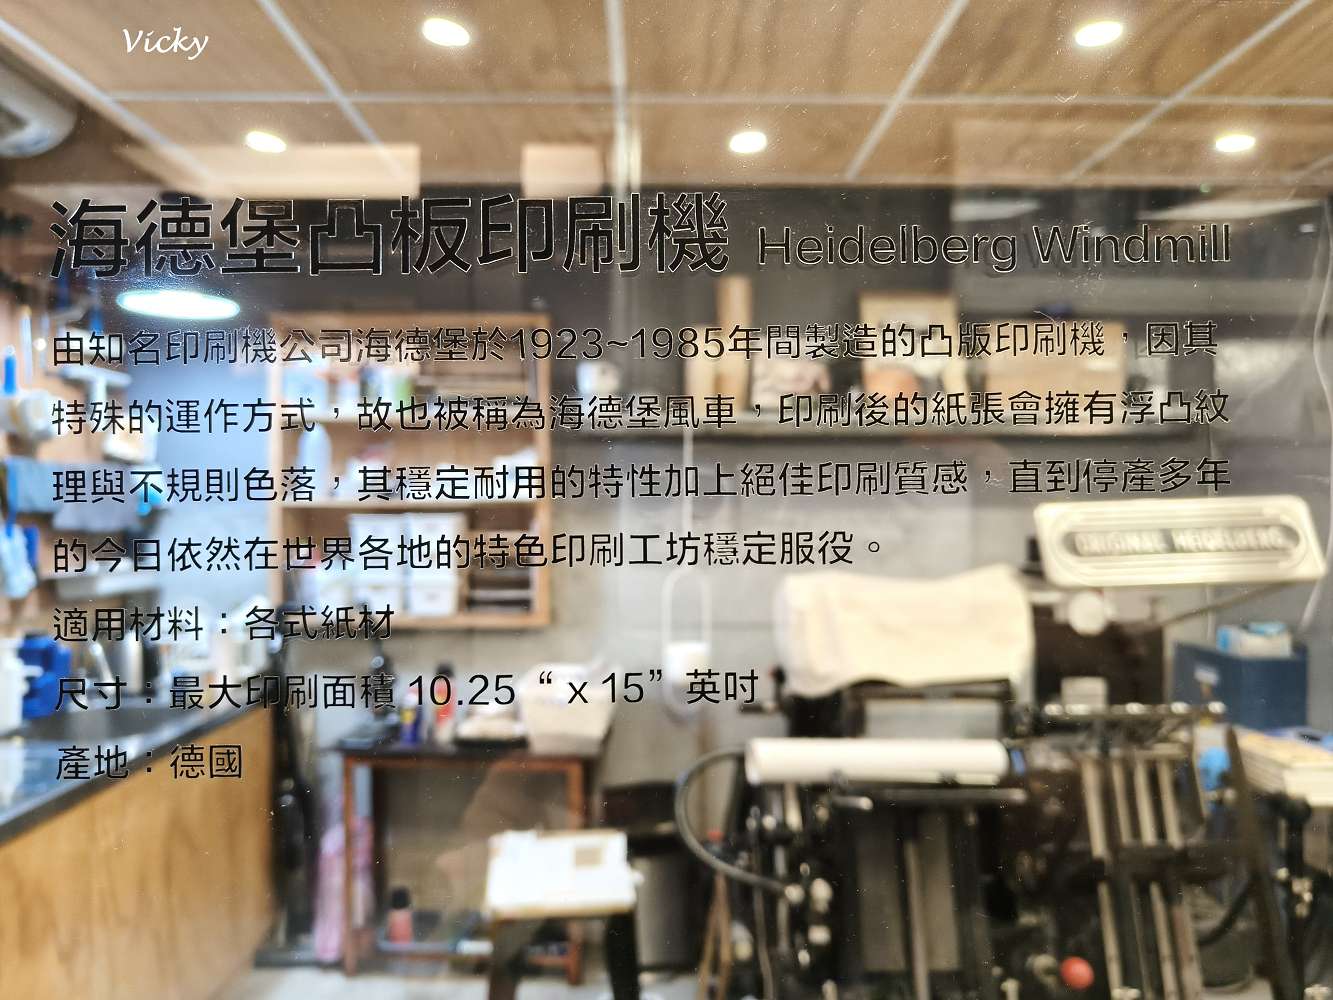 Vicky
海德堡凸板印刷機 Heidelberg Windmill
由知名印刷機公司海德堡於1923~1985年間製造的凸版印刷機，因其
特殊的運作方式，故也被稱為海德堡風車，印刷後的紙張會擁有浮凸紋
理與不規則色落，其穩定耐用的特性加上絕佳印刷質感，直到停產多年
的今日依然在世界各地的特色印刷工坊穩定服役。
ORIGINAL HEIDELBERG
適用材料：各式紙材
尺寸：最大印刷面積 10.25“ x 15”英吋
產地：德國